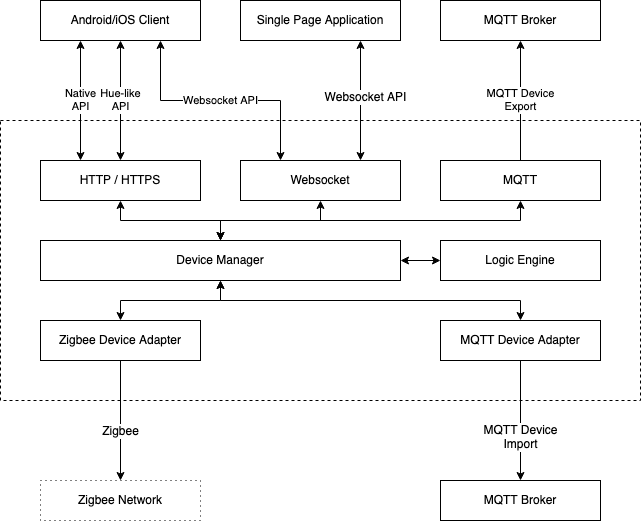 Android/iOS Client
Single Page Application
MQTT Broker
Native
API
Hue-like
API
Websocket API
Websocket API
MQTT Device
Export
HTTP / HTTPS
Websocket
MQTT
Device Manager
Logic Engine
Zigbee Device Adapter
MQTT Device Adapter
Zigbee
MQTT Device
Import
Zigbee Network
MQTT Broker